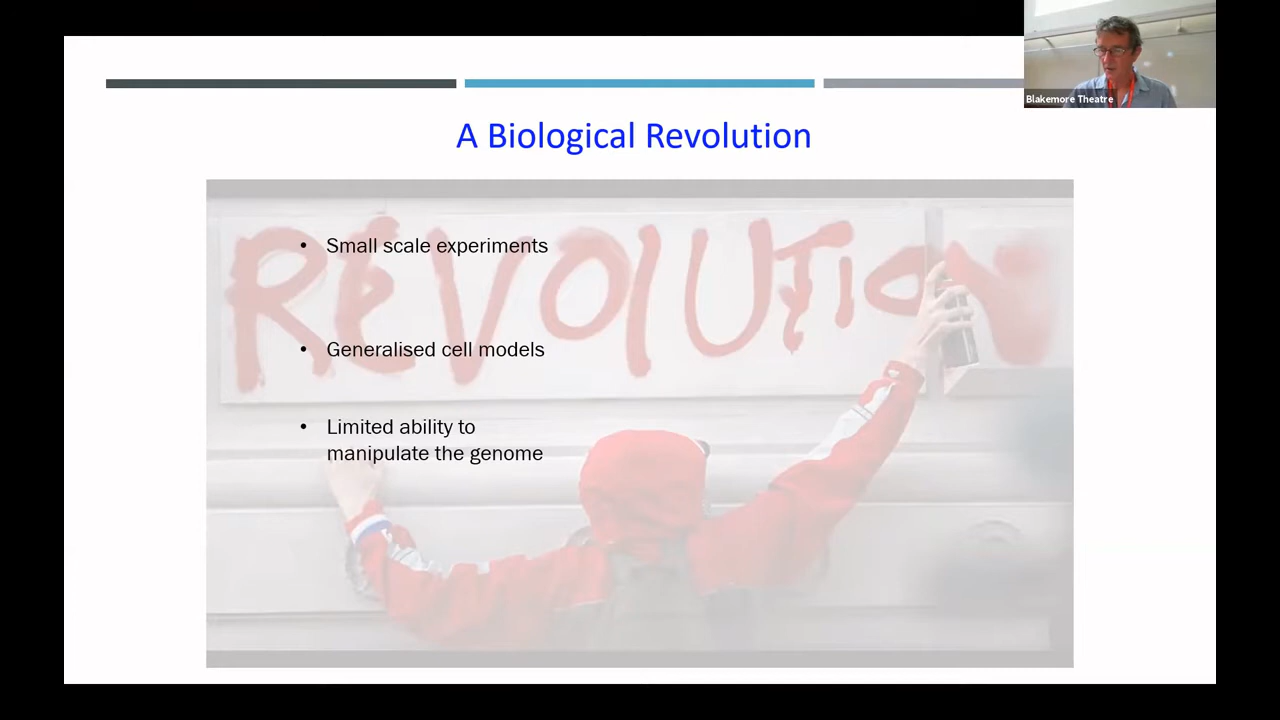 Blakemore Theatre
A Biological Revolution
REVOLUTION
• Small scale experiments
• Generalised cell models
• Limited ability to
manipulate the genome